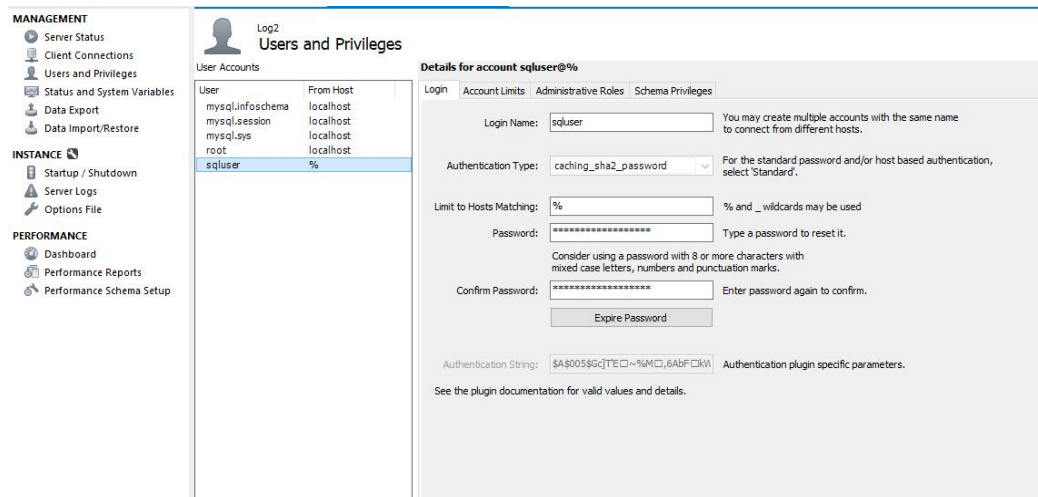 MANAGEMENT
Server Status
Client Connections
Users and Privileges
Status and System Variables
Data Export
Data Import/Restore
INSTANCE
Startup / Shutdown
Server Logs
Options File
PERFORMANCE
Dashboard
Performance Reports
Performance Schema Setup
Log2
Users and Privileges
User Accounts
User From Host
mysql.infoschema localhost
mysql.session localhost
mysql.sys localhost
root localhost
sqluser %
Details for account sqluser@%
Login Account Limits Administrative Roles Schema Privileges
Login Name: sqluser You may create multiple accounts with the same name
to connect from different hosts.
Authentication Type: caching_sha2_password For the standard password and/or host based authentication,
select 'Standard'.
Limit to Hosts Matching: % % and _ wildcards may be used
Password: ****************** Type a password to reset it.
Consider using a password with 8 or more characters with
mixed case letters, numbers and punctuation marks.
Confirm Password: ****************** Enter password again to confirm.
Expire Password
Authentication String: Authentication plugin specific parameters.
See the plugin documentation for valid values and details.